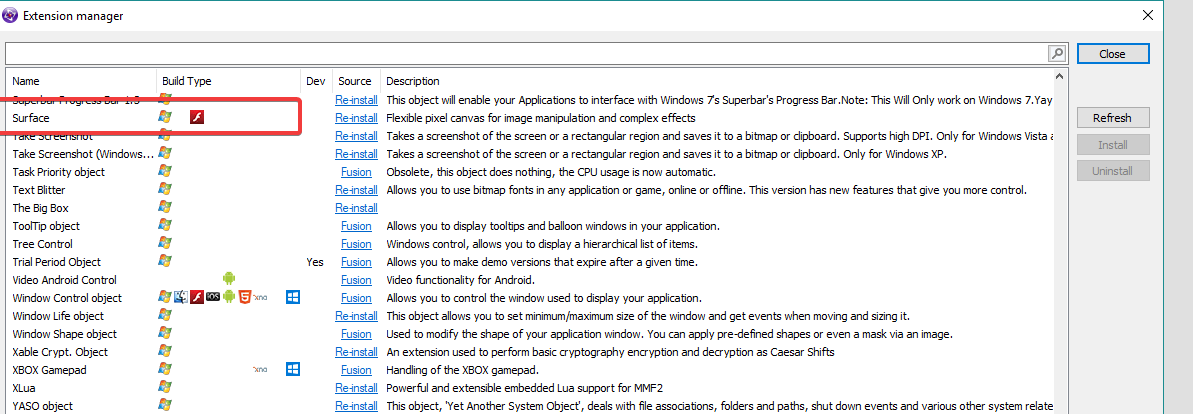 Extension manager
Close
Name Build Type Dev Source Description
Superbar Progress Bar 1.5 Re-install This object will enable your Applications to interface with Windows 7's Superbar's Progress Bar.Note: This Will Only work on Windows 7.Yay
Surface Re-install Flexible pixel canvas for image manipulation and complex effects
Refresh
Take Screenshot Re-install Takes a screenshot of the screen or a rectangular region and saves it to a bitmap or clipboard. Supports high DPI. Only for Windows Vista a
Install
Take Screenshot (Windows... Re-install Takes a screenshot of the screen or a rectangular region and saves it to a bitmap or clipboard. Only for Windows XP.
Task Priority object Fusion Obsolete, this object does nothing, the CPU usage is now automatic.
Uninstall
Text Blitter Re-install Allows you to use bitmap fonts in any application or game, online or offline. This version has new features that give you more control.
The Big Box Re-install
ToolTip object Fusion Allows you to display tooltips and balloon windows in your application.
Tree Control Fusion Windows control, allows you to display a hierarchical list of items.
Trial Period Object Yes Fusion Allows you to make demo versions that expire after a given time.
Video Android Control Fusion Video functionality for Android.
Window Control object iOS xna Fusion Allows you to control the window used to display your application.
Window Life object Re-install This object allows you to set minimum/maximum size of the window and get events when moving and sizing it.
Window Shape object Fusion Used to modify the shape of your application window. You can apply pre-defined shapes or even a mask via an image.
Xable Crypt. Object Re-install An extension used to perform basic cryptography encryption and decryption as Caesar Shifts
XBOX Gamepad xna Fusion Handling of the XBOX gamepad.
XLua Re-install Powerful and extensible embedded Lua support for MMF2
YASO object Re-install This object, 'Yet Another System Object', deals with file associations, folders and paths, shut down events and various other system relate